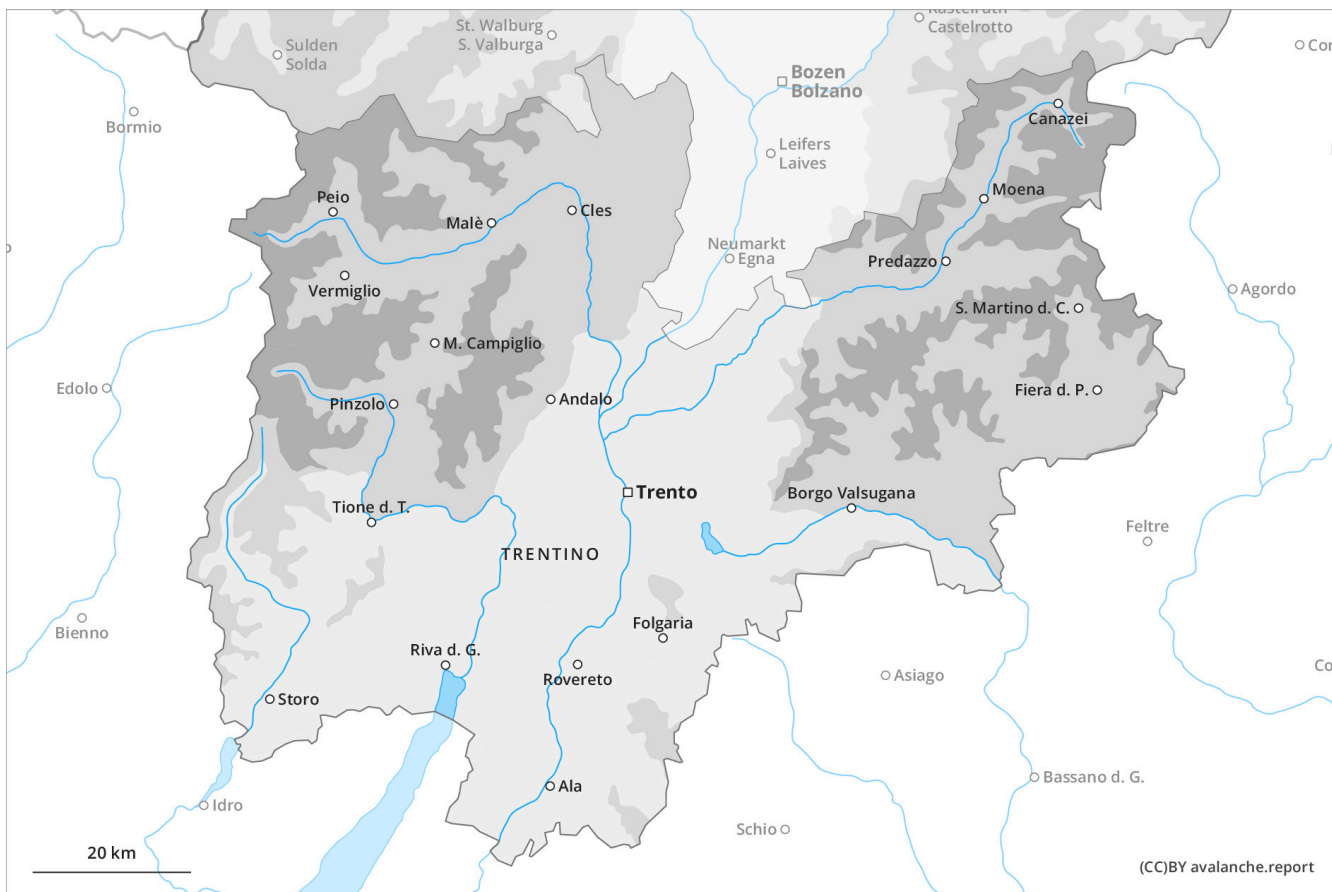 Kastelruth
Castelrotto
St. Walburg
S. Valburga
Sulden
Solda
Bozen
Bolzano
Bormio
Canazei
Leifers
Laives
Moena
Peio
Malè
Cles
Neumarkt
Egna
Predazzo
Vermiglio
Agordo
S. Martino d. C.
M. Campiglio
Edolo
Fiera d. P.
Andalo
Pinzolo
Trento
Borgo Valsugana
Tione d. T.
Feltre
TRENTINO
Bienno
Folgaria
Riva d. G.
Rovereto
Asiago
Storo
Bassano d. G.
Ala
Idro
Schio
20 km
(CC)BY avalanche.report